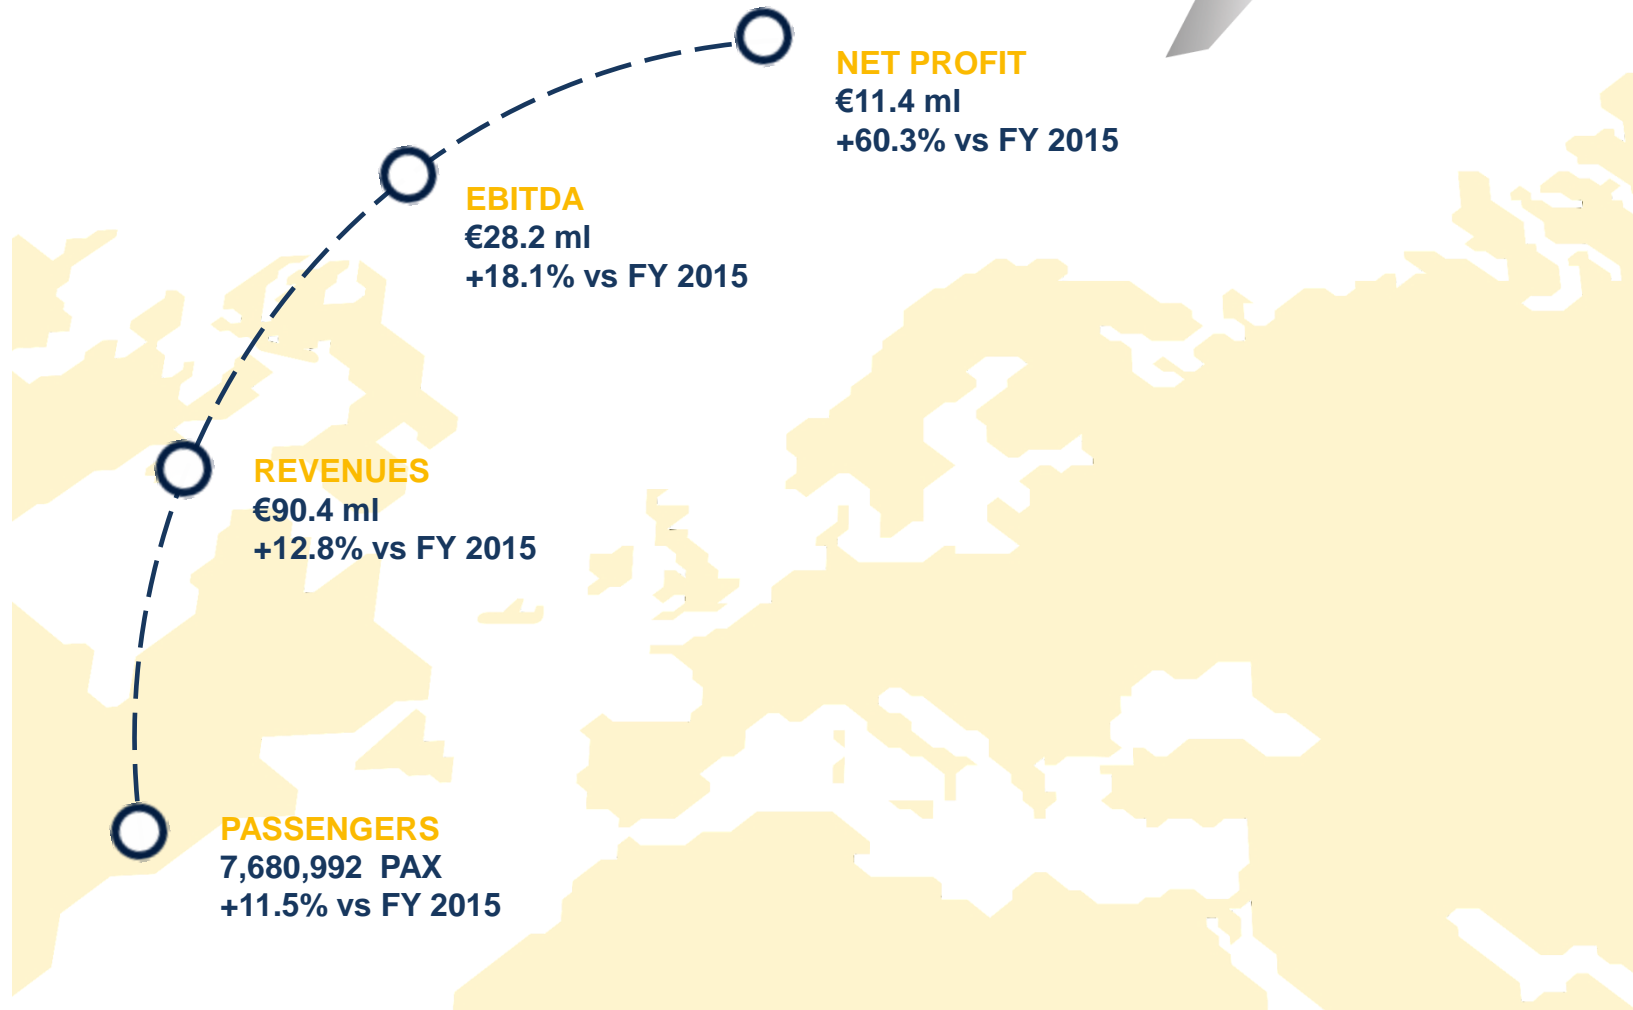 NET PROFIT
€11.4 ml
+60.3% vs FY 2015
EBITDA
€28.2 ml
+18.1% vs FY 2015
REVENUES
€90.4 ml
+12.8% vs FY 2015
PASSENGERS
7,680,992 PAX
+11.5% vs FY 2015